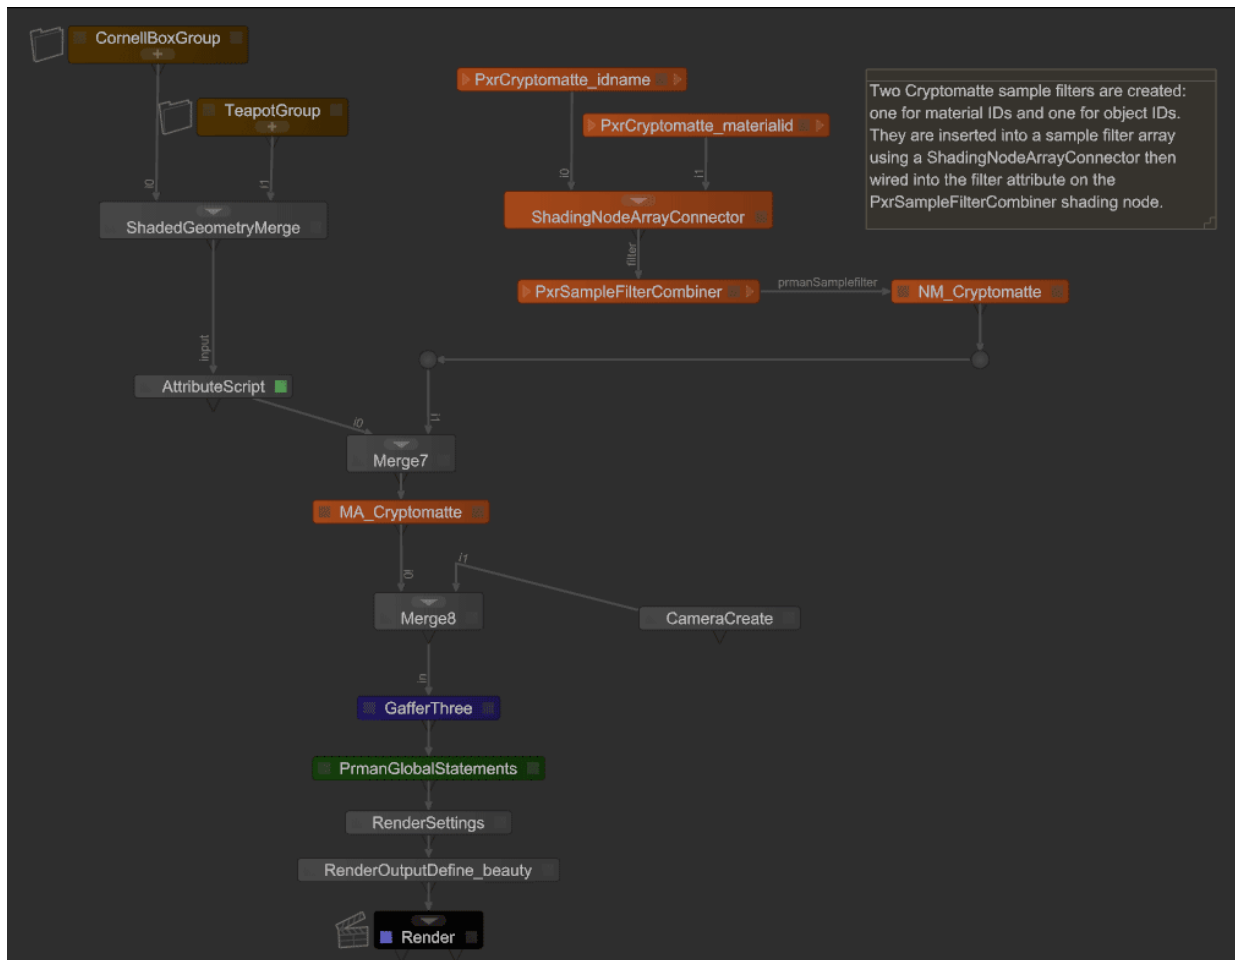 CornellBoxGroup
TeapotGroup
PxrCryptomatte_idname
PxrCryptomatte_materialid
Two Cryptomatte sample filters are created:
one for material IDs and one for object IDs.
They are inserted into a sample filter array
using a ShadingNodeArrayConnector then
wired into the filter attribute on the
PxrSampleFilterCombiner shading node.
i0
i1
i0
i1
ShadedGeometryMerge
ShadingNodeArrayConnector
filter
PxrSampleFilterCombiner
prmanSamplefilter
NM_Cryptomatte
input
AttributeScript
i0
i1
Merge7
MA_Cryptomatte
i0
i1
Merge8
CameraCreate
in
GafferThree
PrmanGlobalStatements
RenderSettings
RenderOutputDefine_beauty
Render